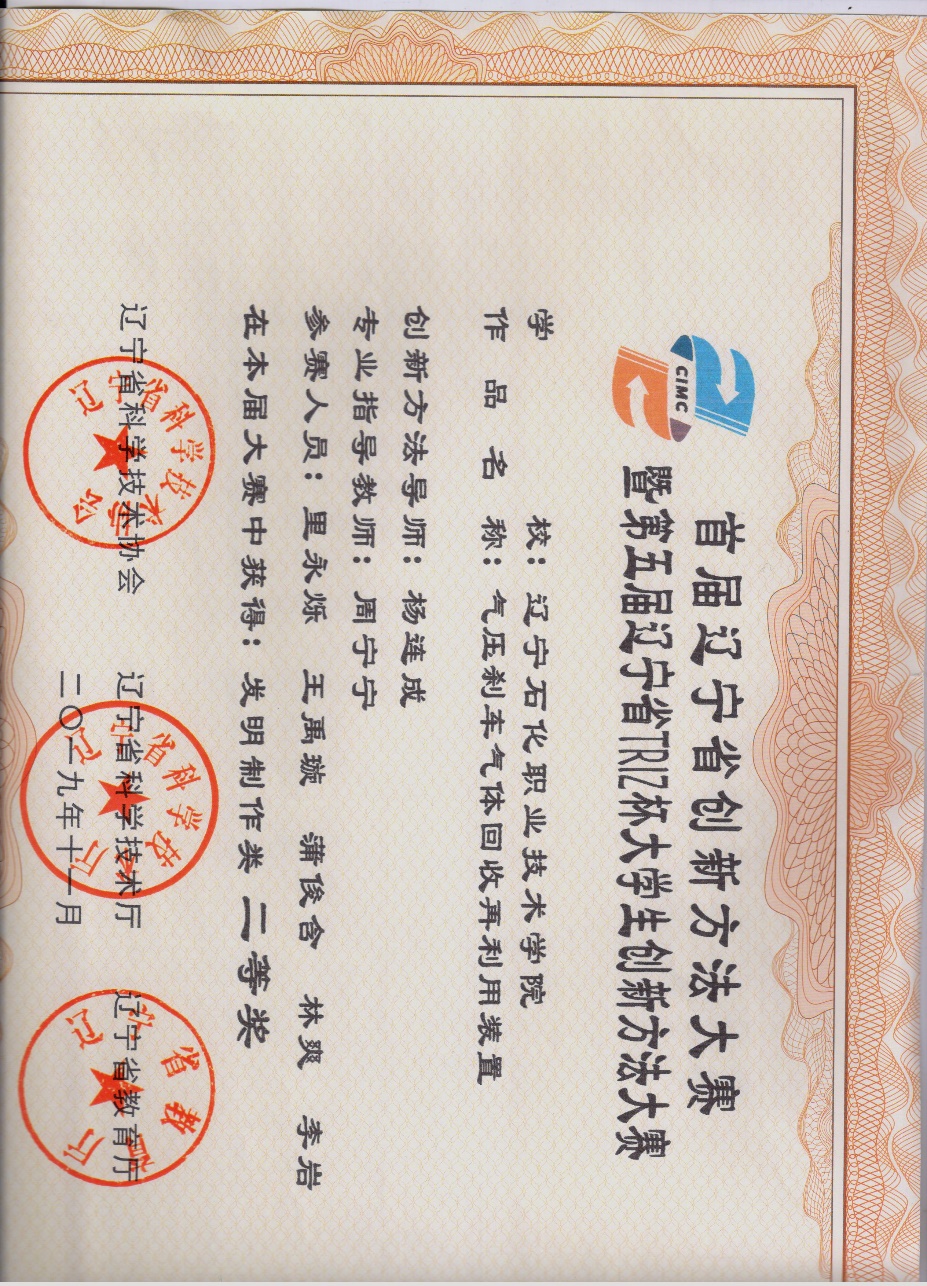 CIMC
首届辽宁省创新方法大赛
暨第五届辽宁省TRIZ杯大学生创新方法大赛
学校：辽宁石化职业技术学院
作品名称：气压刹车气体回收再利用装置
创新方法导师：杨连成
专业指导教师：周宁宁
参赛人员：里永烁 王禹璇 蒲俊含 林爽 李岩
在本届大赛中获得：发明制作类 二等奖
辽宁省科学技术协会 辽宁省科学技术厅 辽宁省教育厅
二〇一九年十一月
辽宁省科学技术协会
辽宁省科学技术厅
辽宁省教育厅